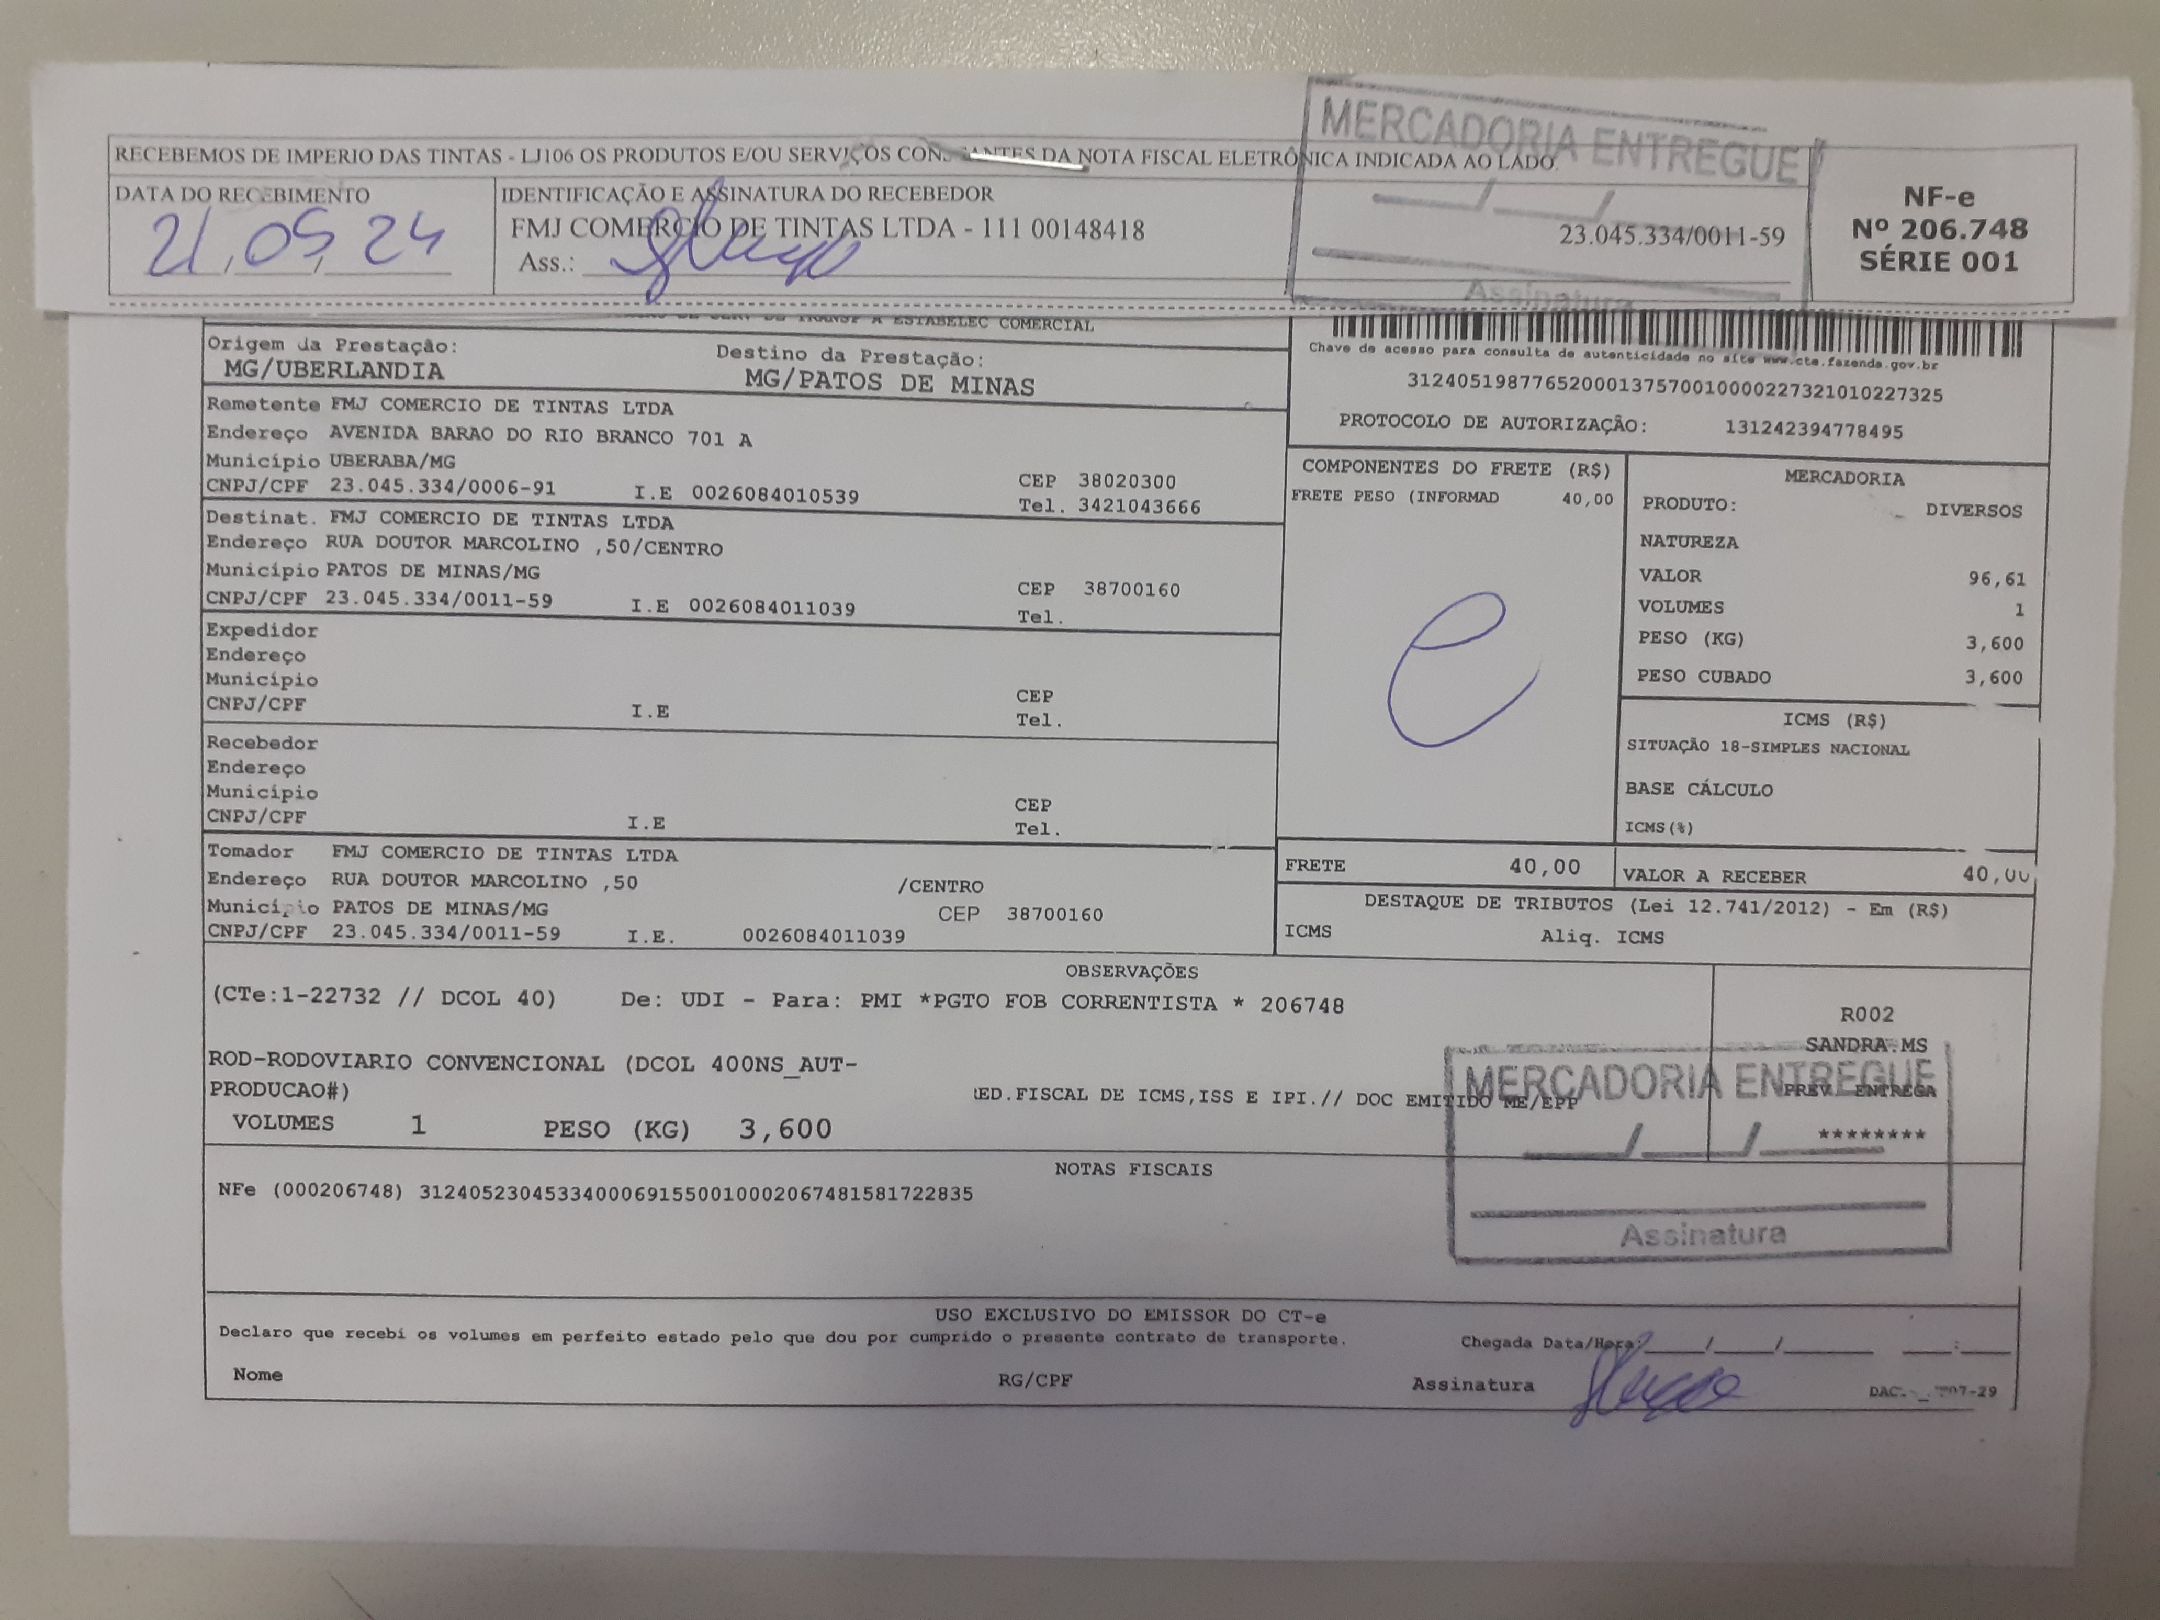 RECEBEMOS DE IMPERIO DAS TINTAS - LJ106 OS PRODUTOS E/OU SERVIÇOS DA NOTA FISCAL ELETRÔNICA INDICADA AO LADO.
MERCADORIA ENTREGUE
DATA DO RECEBIMENTO
21,05,24
IDENTIFICAÇÃO E ASSINATURA DO RECEBEDOR
FMJ COMERCIO DE TINTAS LTDA - 111 00148418
23.045.334/0011-59
Ass.:
Assinatura
NF-e
Nº 206.748
SÉRIE 001
A ESTABELEC COMERCIAL
Origem da Prestação:
MG/UBERLANDIA
Destino da Prestação:
MG/PATOS DE MINAS
Chave de acesso para consulta de autenticidade no site www.cte.fazenda.gov.br
31240519877652000137570010000227321010227325
PROTOCOLO DE AUTORIZAÇÃO: 131242394778495
Remetente FMJ COMERCIO DE TINTAS LTDA
Endereço AVENIDA BARAO DO RIO BRANCO 701 A
Município UBERABA/MG CEP 38020300
CNPJ/CPF 23.045.334/0006-91 I.E 0026084010539 Tel. 3421043666
Destinat. FMJ COMERCIO DE TINTAS LTDA
Endereço RUA DOUTOR MARCOLINO ,50/CENTRO
Município PATOS DE MINAS/MG CEP 38700160
CNPJ/CPF 23.045.334/0011-59 I.E 0026084011039 Tel.
Expedidor
Endereço
Município CEP
CNPJ/CPF I.E Tel.
Recebedor
Endereço
Município CEP
CNPJ/CPF I.E Tel.
Tomador FMJ COMERCIO DE TINTAS LTDA
Endereço RUA DOUTOR MARCOLINO ,50 /CENTRO
Município PATOS DE MINAS/MG CEP 38700160
CNPJ/CPF 23.045.334/0011-59 I.E. 0026084011039
COMPONENTES DO FRETE (R$)
FRETE PESO (INFORMAD 40,00
e
MERCADORIA
PRODUTO: DIVERSOS
NATUREZA
VALOR 96,61
VOLUMES 1
PESO (KG) 3,600
PESO CUBADO 3,600
ICMS (R$)
SITUAÇÃO 18-SIMPLES NACIONAL
BASE CÁLCULO
ICMS(%)
FRETE 40,00
VALOR A RECEBER 40,00
DESTAQUE DE TRIBUTOS (Lei 12.741/2012) - Em (R$)
ICMS Aliq. ICMS
OBSERVAÇÕES
(CTe:1-22732 // DCOL 40) De: UDI - Para: PMI *PGTO FOB CORRENTISTA * 206748
ROD-RODOVIARIO CONVENCIONAL (DCOL 400NS_AUT-
PRODUCAO#)
ED.FISCAL DE ICMS,ISS E IPI.// DOC EMITIDO ME/EPP
VOLUMES 1 PESO (KG) 3,600
R002
SANDRA.MS
PREV. ENTREGA
********
MERCADORIA ENTREGUE
Assinatura
NOTAS FISCAIS
NFe (000206748) 31240523045334000691550010002067481581722835
USO EXCLUSIVO DO EMISSOR DO CT-e
Declaro que recebi os volumes em perfeito estado pelo que dou por cumprido o presente contrato de transporte.
Chegada Data/Hora: ____/____/______ ___:___
Nome RG/CPF Assinatura